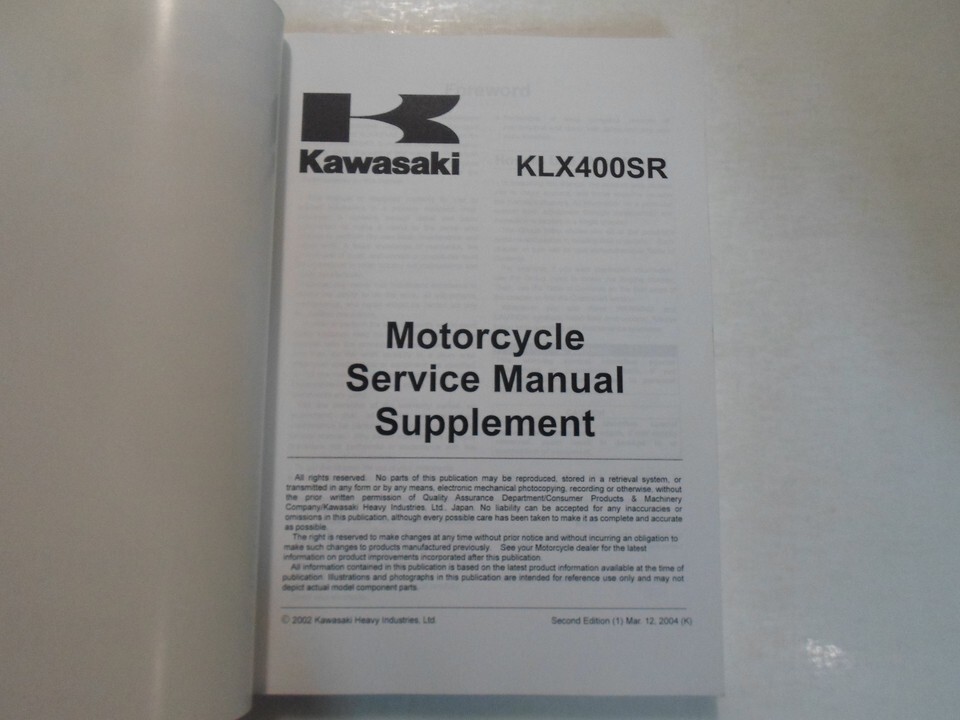 Foreword
Kawasaki
KLX400SR
Motorcycle
Service Manual
Supplement
All rights reserved. No parts of this publication may be reproduced, stored in a retrieval system, or
transmitted in any form or by any means, electronic mechanical photocopying, recording or otherwise, without
the prior written permission of Quality Assurance Department/Consumer Products & Machinery
Company/Kawasaki Heavy Industries, Ltd., Japan. No liability can be accepted for any inaccuracies or
omissions in this publication, although every possible care has been taken to make it as complete and accurate
as possible.
The right is reserved to make changes at any time without prior notice and without incurring an obligation to
make such changes to products manufactured previously. See your Motorcycle dealer for the latest
information on product improvements incorporated after this publication.
All information contained in this publication is based on the latest product information available at the time of
publication. Illustrations and photographs in this publication are intended for reference use only and may not
depict actual model component parts.
© 2002 Kawasaki Heavy Industries, Ltd.
Second Edition (1) Mar. 12, 2004 (K)